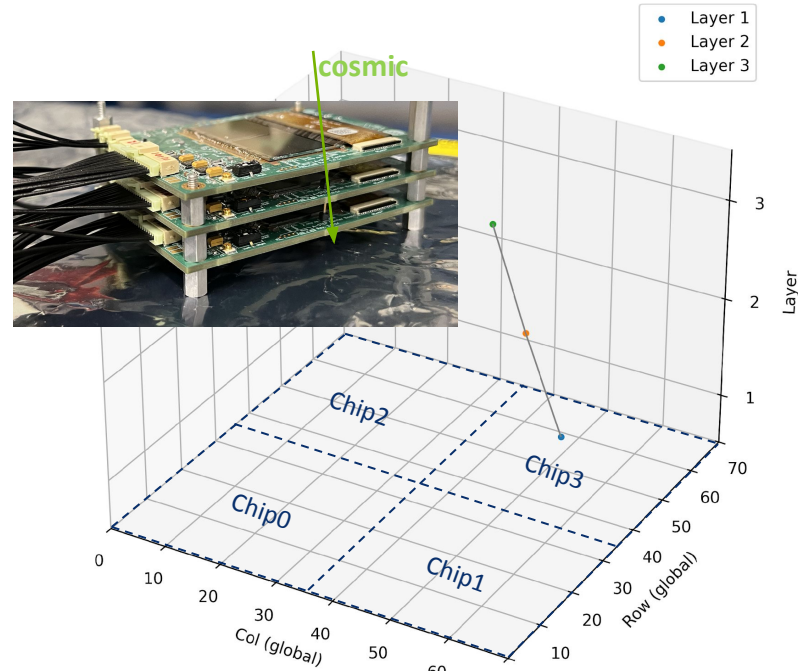 Layer 1
Layer 2
Layer 3
cosmic
3
2
1
Layer
Chip2
Chip3
Chip0
Chip1
0
10
20
30
40
50
60
Col (global)
10
20
30
40
50
60
70
Row (global)